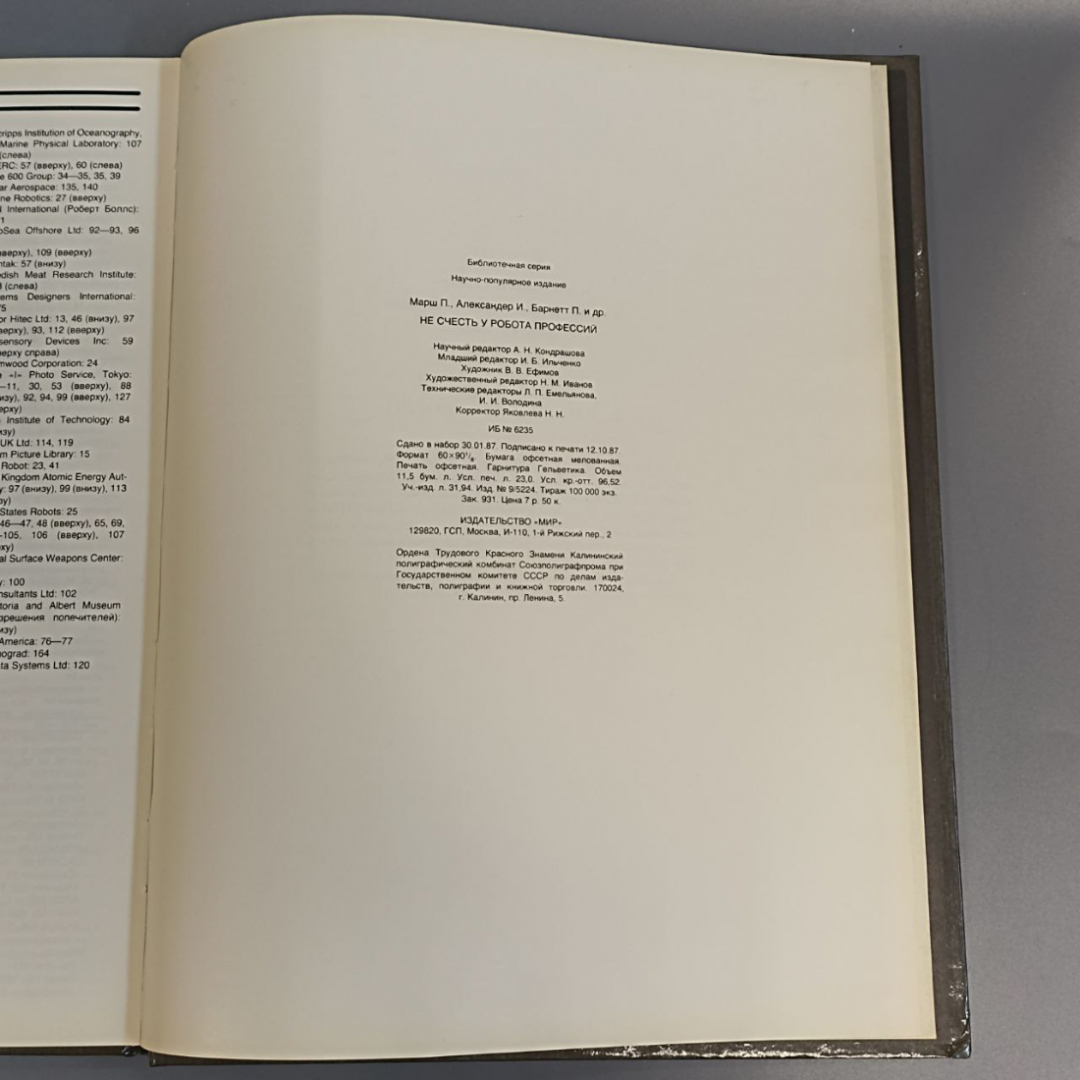 cripps Institution of Oceanography,
Marine Physical Laboratory: 107
(слева)
ERC: 57 (вверху), 60 (слева)
e 600 Group: 34—35, 35, 39
ar Aerospace: 135, 140
ne Robotics: 27 (вверху)
l International (Роберт Боллс):
1
oSea Offshore Ltd: 92—93, 96
вверху), 109 (вверху)
ntak: 57 (внизу)
edish Meat Research Institute:
(слева)
ems Designers International:
75
or Hitec Ltd: 13, 46 (внизу), 97
верху), 93, 112 (вверху)
sensory Devices Inc: 59
верху справа)
mwood Corporation: 24
e «I» Photo Service, Tokyo:
—11, 30, 53 (вверху), 88
изу), 92, 94, 99 (вверху), 127
ерху)
Institute of Technology: 84
изу)
UK Ltd: 114, 119
m Picture Library: 15
Robot: 23, 41
Kingdom Atomic Energy Aut-
y: 97 (внизу), 99 (внизу), 113
у)
States Robots: 25
46—47, 48 (вверху), 65, 69,
-105, 106 (вверху), 107
ху)
al Surface Weapons Center:
y: 100
nsultants Ltd: 102
toria and Albert Museum
зрешения попечителей):
изу)
America: 76—77
ograd: 164
ta Systems Ltd: 120
Библиотечная серия
Научно-популярное издание
Марш П., Александер И., Барнетт П. и др.
НЕ СЧЕСТЬ У РОБОТА ПРОФЕССИЙ
Научный редактор А. Н. Кондрашова
Младший редактор И. Б. Ильченко
Художник В. В. Ефимов
Художественный редактор Н. М. Иванов
Технические редакторы Л. П. Емельянова,
И. И. Володина
Корректор Яковлева Н. Н.
ИБ № 6235
Сдано в набор 30.01.87. Подписано к печати 12.10.87.
Формат 60×90¹/₈. Бумага офсетная мелованная.
Печать офсетная. Гарнитура Гельветика. Объем
11,5 бум. л. Усл. печ. л. 23,0. Усл. кр.-отт. 96,52.
Уч.-изд. л. 31,94. Изд. № 9/5224. Тираж 100 000 экз.
Зак. 931. Цена 7 р. 50 к.
ИЗДАТЕЛЬСТВО «МИР»
129820, ГСП, Москва, И-110, 1-й Рижский пер., 2
Ордена Трудового Красного Знамени Калининский
полиграфический комбинат Союзполиграфпрома при
Государственном комитете СССР по делам изда-
тельств, полиграфии и книжной торговли. 170024,
г. Калинин, пр. Ленина, 5.